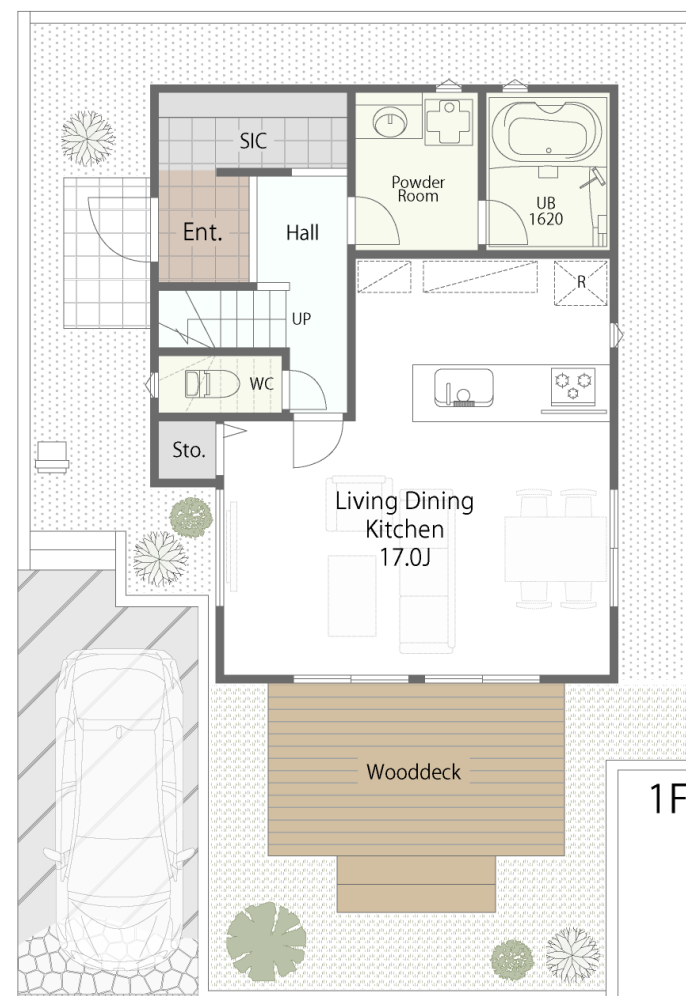 SIC
Powder
Room
UB
1620
Ent.
Hall
R
UP
WC
Sto.
Living Dining
Kitchen
17.0J
Wooddeck
1F